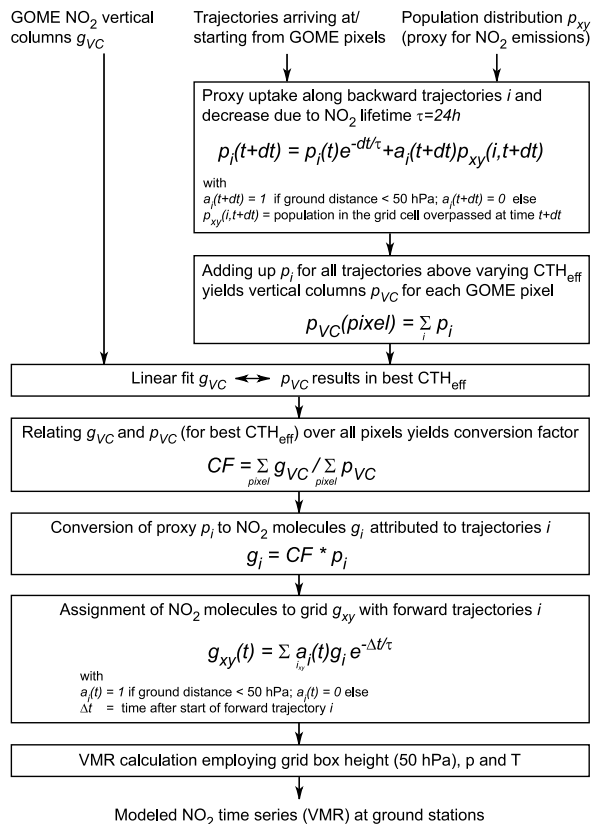 GOME NO2 vertical
columns gVC
Trajectories arriving at/
starting from GOME pixels
Population distribution pxy
(proxy for NO2 emissions)
Proxy uptake along backward trajectories i and
decrease due to NO2 lifetime τ=24h
pi(t+dt) = pi(t)e-dt/τ+ai(t+dt)pxy(i,t+dt)
with
ai(t+dt) = 1 if ground distance < 50 hPa; ai(t+dt) = 0 else
pxy(i,t+dt) = population in the grid cell overpassed at time t+dt
Adding up pi for all trajectories above varying CTHeff
yields vertical columns pVC for each GOME pixel
pVC(pixel) = Σi pi
Linear fit gVC ↔ pVC results in best CTHeff
Relating gVC and pVC (for best CTHeff) over all pixels yields conversion factor
CF = Σpixel gVC / Σpixel pVC
Conversion of proxy pi to NO2 molecules gi attributed to trajectories i
gi = CF * pi
Assignment of NO2 molecules to grid gxy with forward trajectories i
gxy(t) = Σixy ai(t)gi e-Δt/τ
with
ai(t) = 1 if ground distance < 50 hPa; ai(t) = 0 else
Δt = time after start of forward trajectory i
VMR calculation employing grid box height (50 hPa), p and T
Modeled NO2 time series (VMR) at ground stations